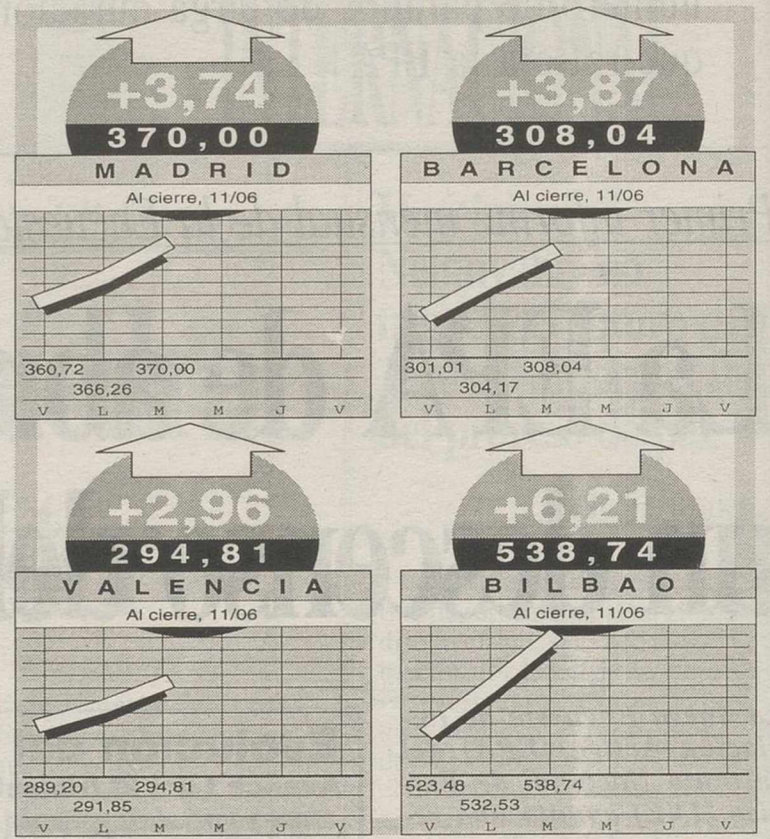 +3,74
370,00
MADRID
Al cierre, 11/06
360,72 370,00
366,26
V L M M J V
+3,87
308,04
BARCELONA
Al cierre, 11/06
301,01 308,04
304,17
V L M M J V
+2,96
294,81
VALENCIA
Al cierre, 11/06
289,20 294,81
291,85
V L M M J V
+6,21
538,74
BILBAO
Al cierre, 11/06
523,48 538,74
532,53
V L M M J V